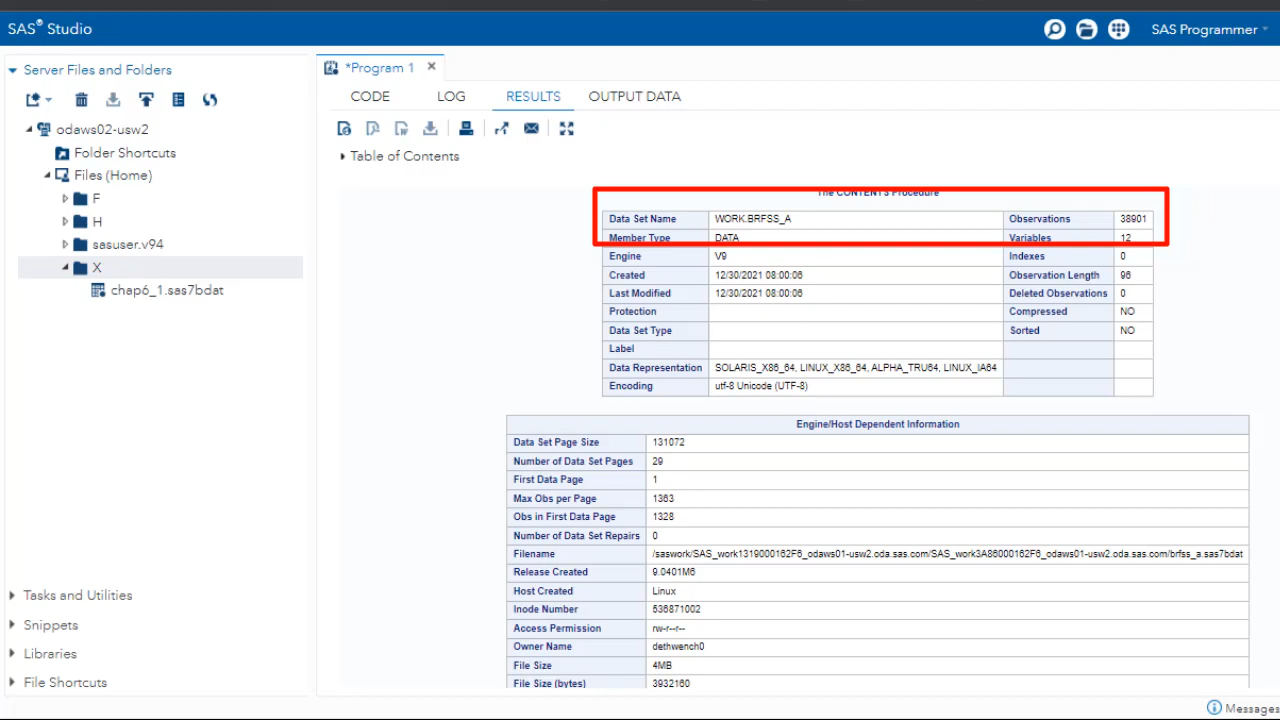 SAS® Studio
SAS Programmer
Server Files and Folders
odaws02-usw2
Folder Shortcuts
Files (Home)
F
H
sasuser.v94
X
chap6_1.sas7bdat
Tasks and Utilities
Snippets
Libraries
File Shortcuts
*Program 1
CODE LOG RESULTS OUTPUT DATA
Table of Contents
The CONTENTS Procedure
Data Set Name WORK.BRFSS_A Observations 38901
Member Type DATA Variables 12
Engine V9 Indexes 0
Created 12/30/2021 08:00:06 Observation Length 96
Last Modified 12/30/2021 08:00:06 Deleted Observations 0
Protection Compressed NO
Data Set Type Sorted NO
Label
Data Representation SOLARIS_X86_64, LINUX_X86_64, ALPHA_TRU64, LINUX_IA64
Encoding utf-8 Unicode (UTF-8)
Engine/Host Dependent Information
Data Set Page Size 131072
Number of Data Set Pages 29
First Data Page 1
Max Obs per Page 1363
Obs in First Data Page 1328
Number of Data Set Repairs 0
Filename /saswork/SAS_work1319000162F6_odaws01-usw2.oda.sas.com/SAS_work3A86000162F6_odaws01-usw2.oda.sas.com/brfss_a.sas7bdat
Release Created 9.0401M6
Host Created Linux
Inode Number 536871002
Access Permission rw-r--r--
Owner Name dethwench0
File Size 4MB
File Size (bytes) 3932160
Messages